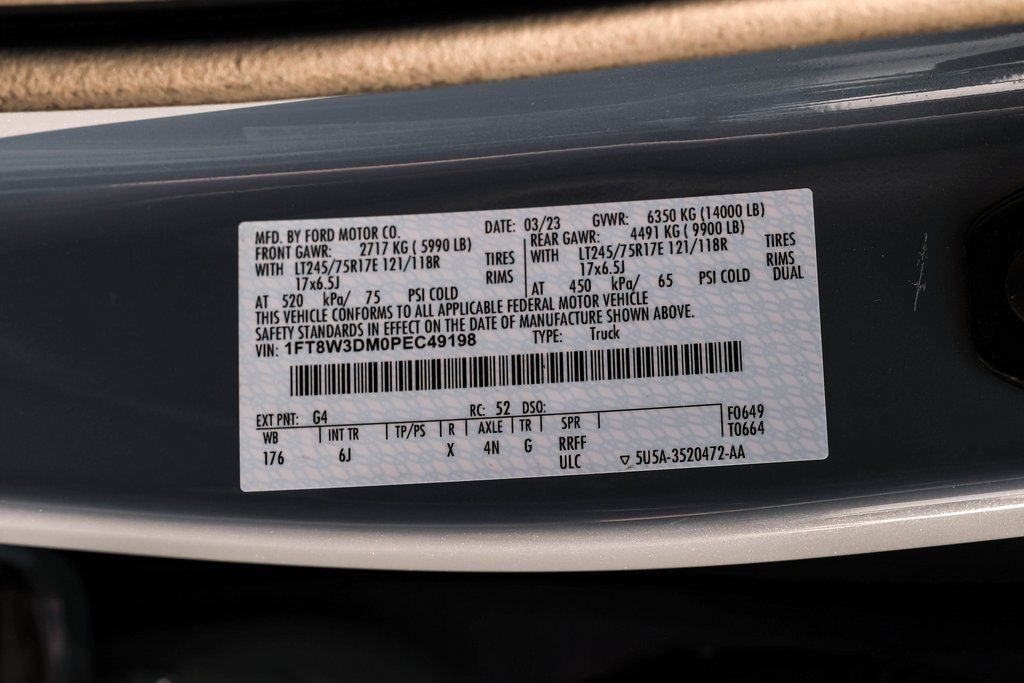 MFD. BY FORD MOTOR CO. DATE: 03/23 GVWR: 6350 KG (14000 LB)
FRONT GAWR: 2717 KG ( 5990 LB) REAR GAWR: 4491 KG ( 9900 LB)
WITH LT245/75R17E 121/118R TIRES WITH LT245/75R17E 121/118R TIRES
17x6.5J RIMS 17x6.5J RIMS
DUAL
AT 520 kPa/ 75 PSI COLD AT 450 kPa/ 65 PSI COLD
THIS VEHICLE CONFORMS TO ALL APPLICABLE FEDERAL MOTOR VEHICLE
SAFETY STANDARDS IN EFFECT ON THE DATE OF MANUFACTURE SHOWN ABOVE.
VIN: 1FT8W3DM0PEC49198 TYPE: Truck
EXT PNT: G4 RC: 52 DSO:
WB INT TR TP/PS R AXLE TR SPR F0649
176 6J X 4N G RRFF T0664
ULC ▽ 5U5A-3520472-AA